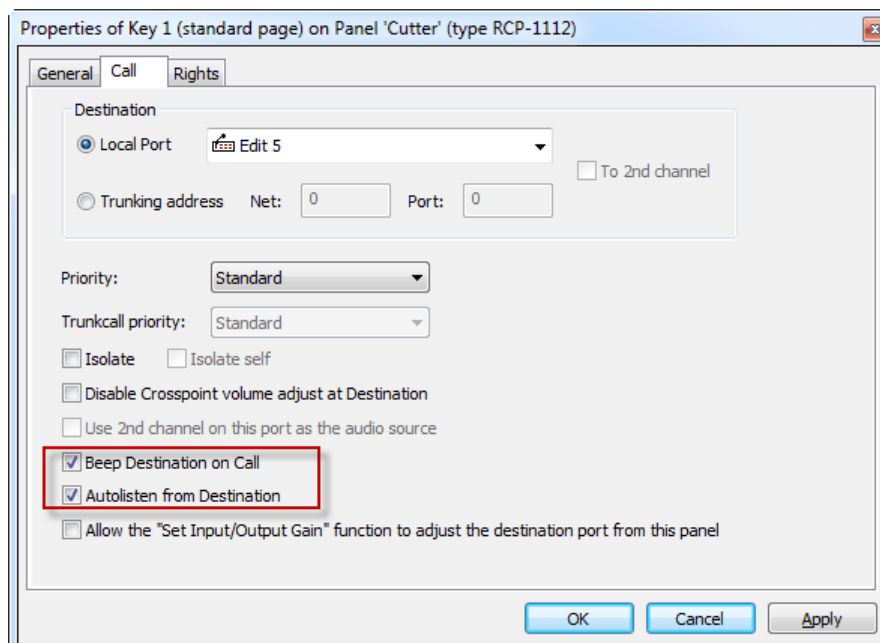 Properties of Key 1 (standard page) on Panel 'Cutter' (type RCP-1112)
General Call Rights
Destination
Local Port Edit 5
To 2nd channel
Trunking address Net: 0 Port: 0
Priority: Standard
Trunkcall priority: Standard
Isolate Isolate self
Disable Crosspoint volume adjust at Destination
Use 2nd channel on this port as the audio source
Beep Destination on Call
Autolisten from Destination
Allow the "Set Input/Output Gain" function to adjust the destination port from this panel
OK Cancel Apply